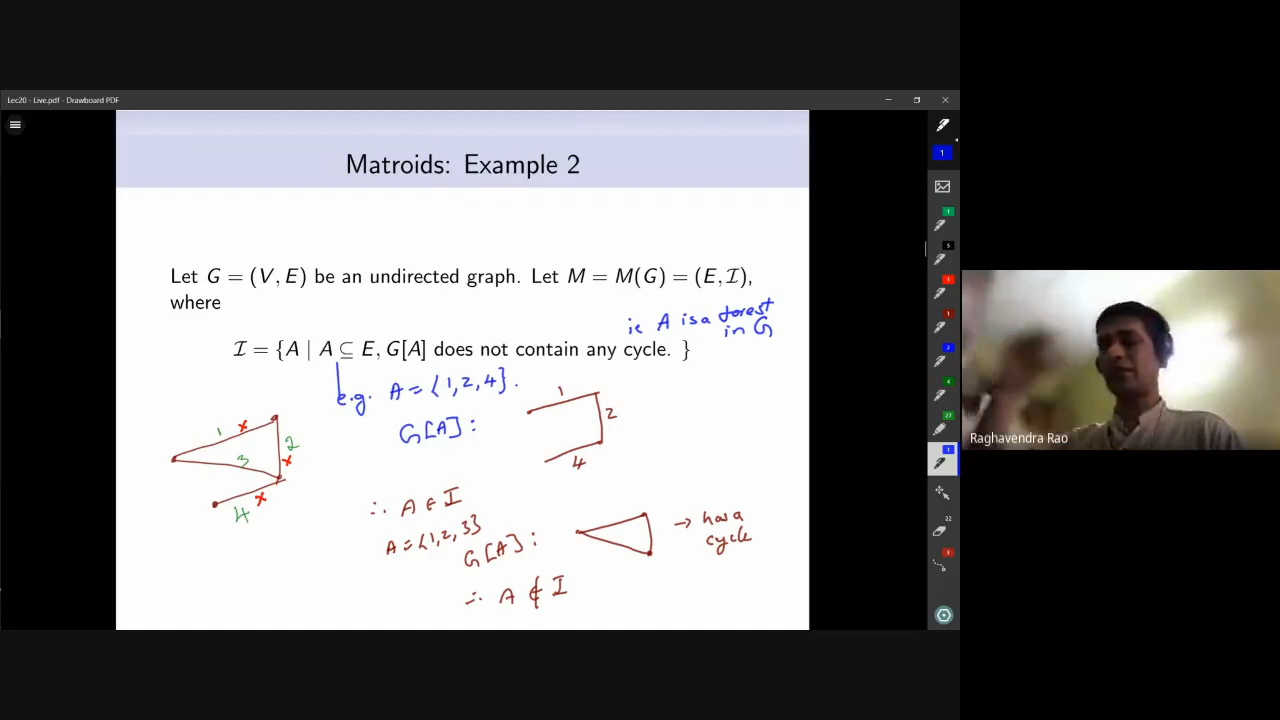 Lec20 - Live.pdf - Drawboard PDF
Matroids: Example 2
Let G = (V, E) be an undirected graph. Let M = M(G) = (E, ℐ),
where
ie A is a forest
in G
ℐ = {A | A ⊆ E, G[A] does not contain any cycle. }
e.g. A = {1,2,4}.
G[A]:
1
2
4
1
2
3
4
x
x
x
∴ A ∈ I
A = {1,2,3}
G[A]:
→ has a
cycle
∴ A ∉ I
Raghavendra Rao